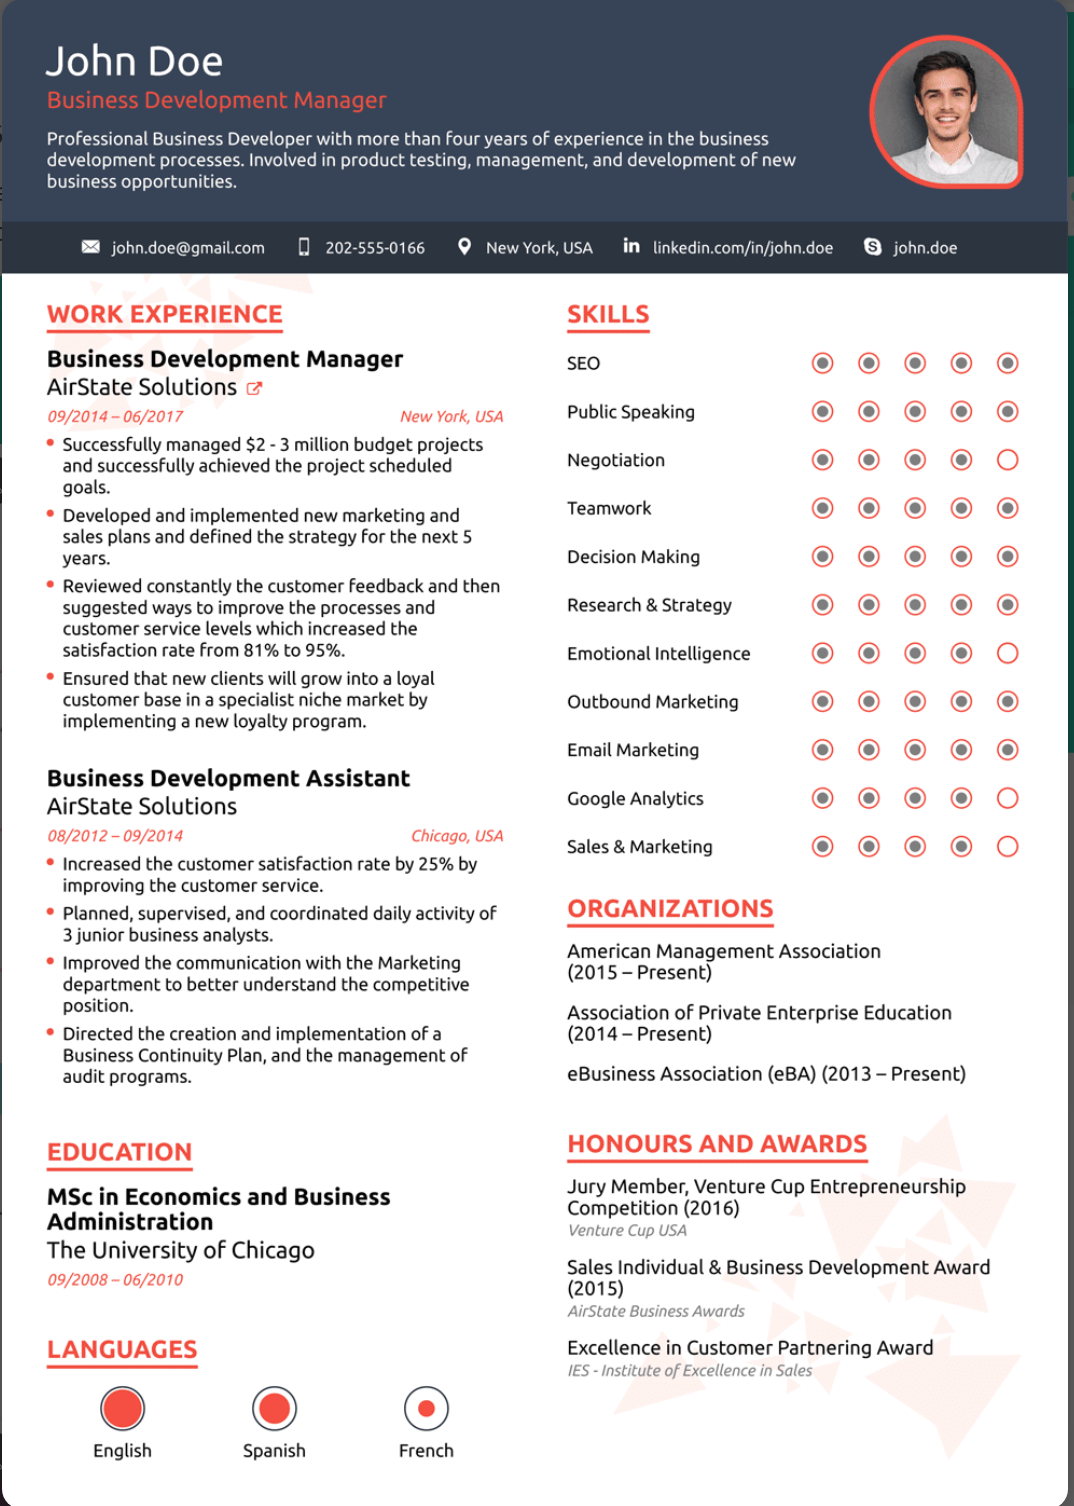 John Doe
Business Development Manager
Professional Business Developer with more than four years of experience in the business
development processes. Involved in product testing, management, and development of new
business opportunities.
john.doe@gmail.com 202-555-0166 New York, USA linkedin.com/in/john.doe john.doe
WORK EXPERIENCE
Business Development Manager
AirState Solutions
09/2014 – 06/2017 New York, USA
• Successfully managed $2 - 3 million budget projects
and successfully achieved the project scheduled
goals.
• Developed and implemented new marketing and
sales plans and defined the strategy for the next 5
years.
• Reviewed constantly the customer feedback and then
suggested ways to improve the processes and
customer service levels which increased the
satisfaction rate from 81% to 95%.
• Ensured that new clients will grow into a loyal
customer base in a specialist niche market by
implementing a new loyalty program.
Business Development Assistant
AirState Solutions
08/2012 – 09/2014 Chicago, USA
• Increased the customer satisfaction rate by 25% by
improving the customer service.
• Planned, supervised, and coordinated daily activity of
3 junior business analysts.
• Improved the communication with the Marketing
department to better understand the competitive
position.
• Directed the creation and implementation of a
Business Continuity Plan, and the management of
audit programs.
EDUCATION
MSc in Economics and Business
Administration
The University of Chicago
09/2008 – 06/2010
LANGUAGES
English Spanish French
SKILLS
SEO
Public Speaking
Negotiation
Teamwork
Decision Making
Research & Strategy
Emotional Intelligence
Outbound Marketing
Email Marketing
Google Analytics
Sales & Marketing
ORGANIZATIONS
American Management Association
(2015 – Present)
Association of Private Enterprise Education
(2014 – Present)
eBusiness Association (eBA) (2013 – Present)
HONOURS AND AWARDS
Jury Member, Venture Cup Entrepreneurship
Competition (2016)
Venture Cup USA
Sales Individual & Business Development Award
(2015)
AirState Business Awards
Excellence in Customer Partnering Award
IES - Institute of Excellence in Sales